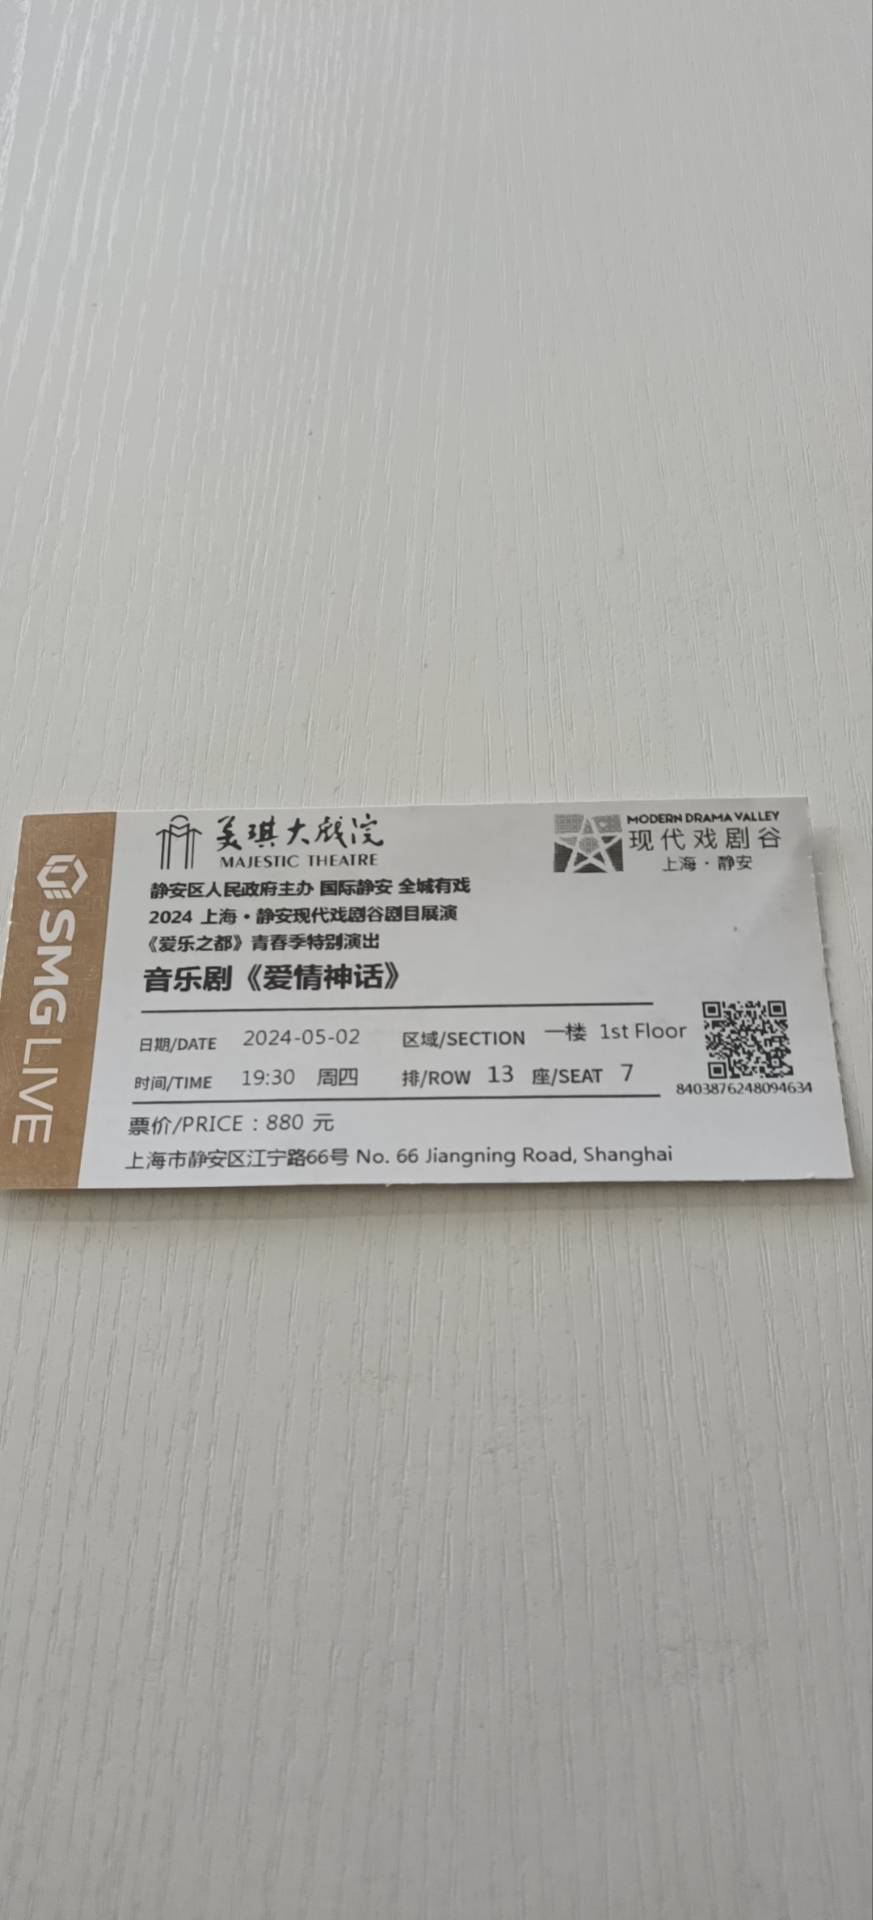 SMG LIVE
美琪大戏院
MAJESTIC THEATRE
MODERN DRAMA VALLEY
现代戏剧谷
上海·静安
静安区人民政府主办 国际静安 全城有戏
2024 上海·静安现代戏剧谷剧目展演
《爱乐之都》青春季特别演出
音乐剧《爱情神话》
日期/DATE 2024-05-02 区域/SECTION 一楼 1st Floor
时间/TIME 19:30 周四 排/ROW 13 座/SEAT 7
8403876248094634
票价/PRICE：880 元
上海市静安区江宁路66号 No. 66 Jiangning Road, Shanghai